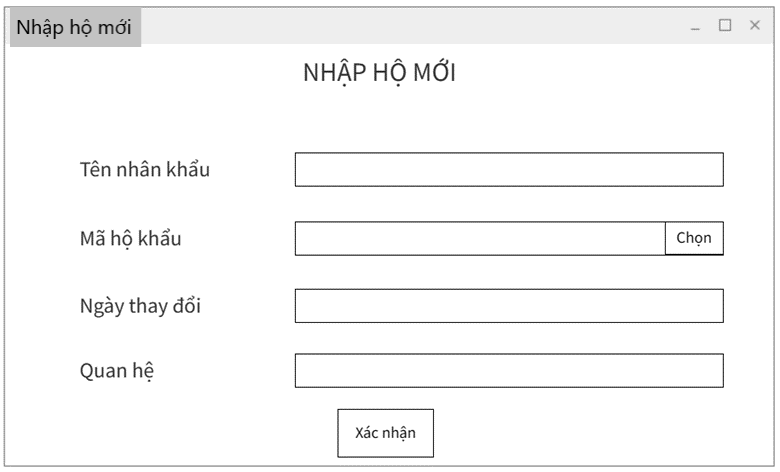 Nhập hộ mới
NHẬP HỘ MỚI
Tên nhân khẩu
Mã hộ khẩu
Chọn
Ngày thay đổi
Quan hệ
Xác nhận